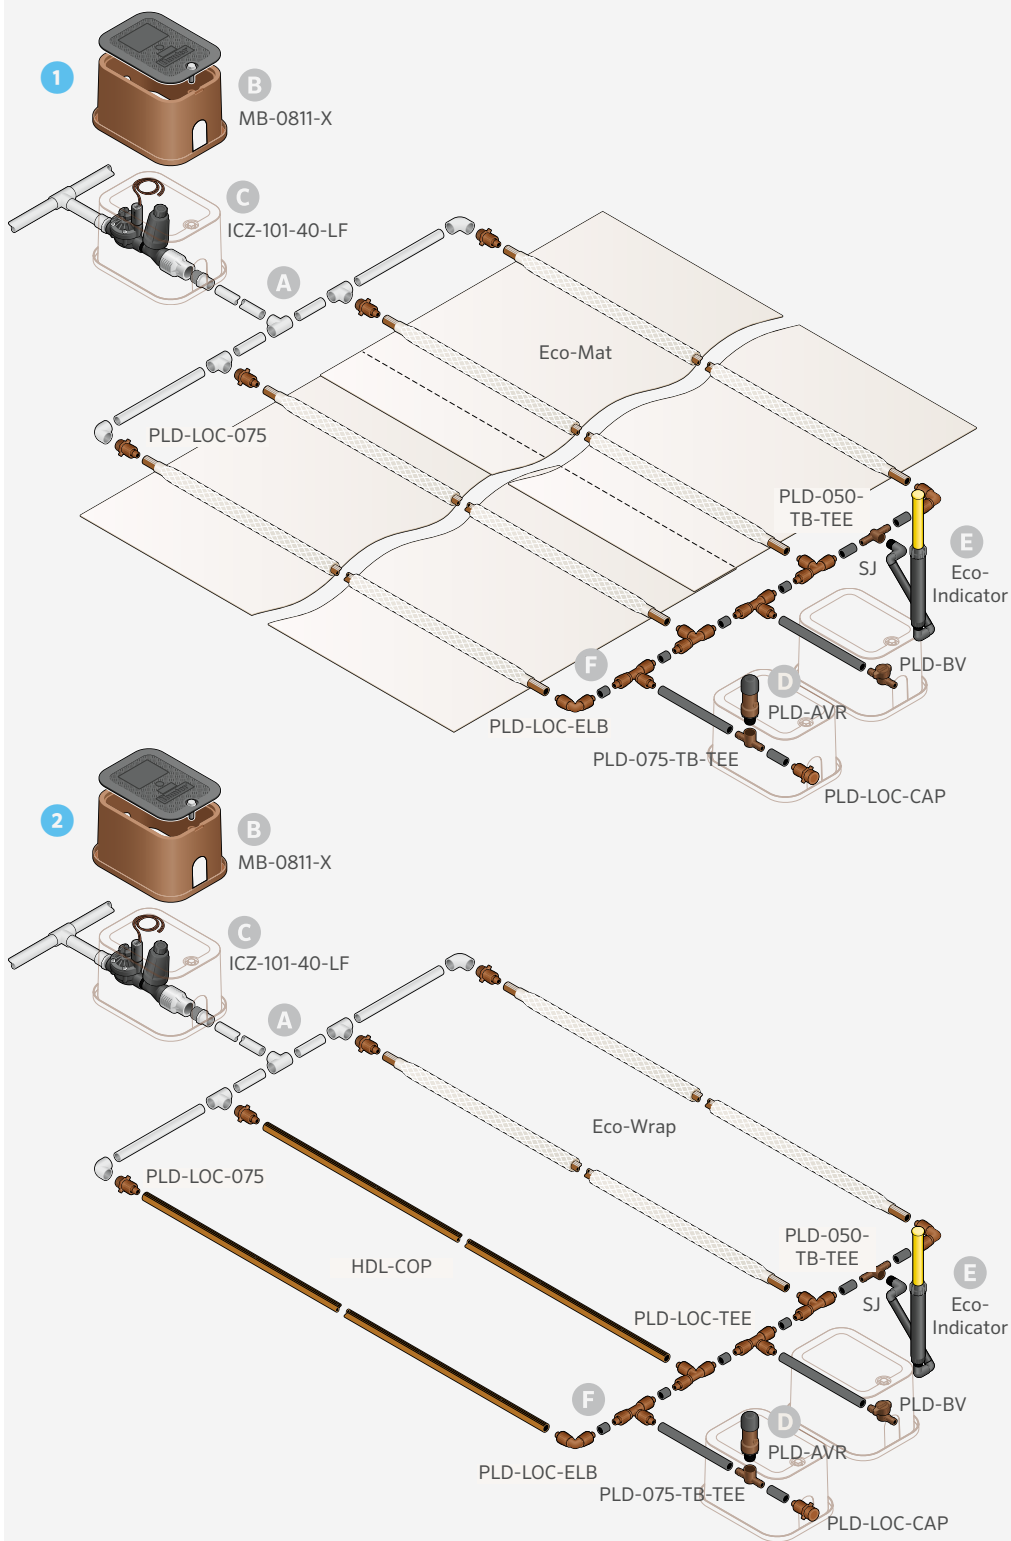 1
B
MB-0811-X
C
ICZ-101-40-LF
A
Eco-Mat
PLD-LOC-075
PLD-050-
TB-TEE
E
SJ
Eco-
Indicator
F
PLD-BV
D
PLD-AVR
PLD-LOC-ELB
PLD-075-TB-TEE
PLD-LOC-CAP
2
B
MB-0811-X
C
ICZ-101-40-LF
A
Eco-Wrap
PLD-LOC-075
PLD-050-
TB-TEE
HDL-COP
E
SJ
Eco-
Indicator
PLD-LOC-TEE
F
PLD-BV
D
PLD-AVR
PLD-LOC-ELB
PLD-075-TB-TEE
PLD-LOC-CAP